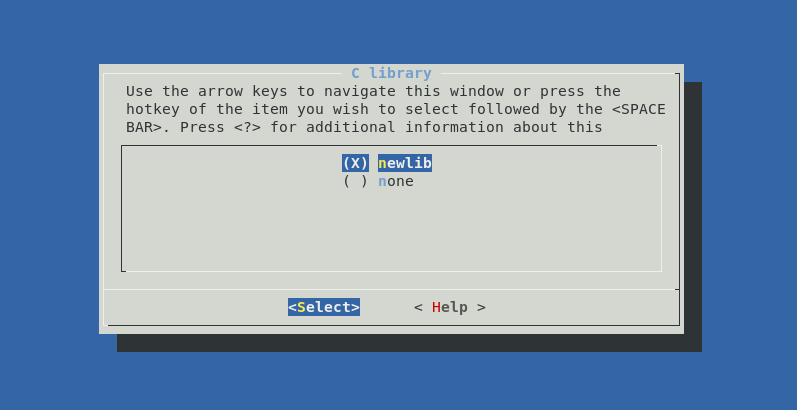 C library
Use the arrow keys to navigate this window or press the
hotkey of the item you wish to select followed by the <SPACE
BAR>. Press <?> for additional information about this
(X) newlib
( ) none
<Select> < Help >